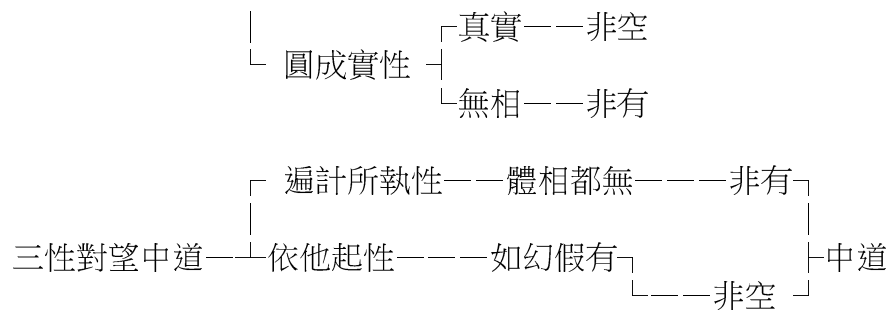 真實——非空
圓成實性
無相——非有
遍計所執性——體相都無———非有
三性對望中道——依他起性———如幻假有 中道
———非空